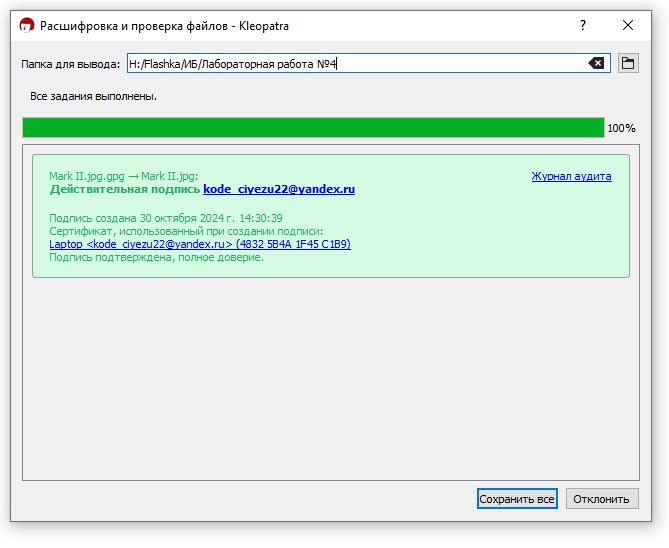 Расшифровка и проверка файлов - Kleopatra
Папка для вывода: H:/Flashka/ИБ/Лабораторная работа №4
Все задания выполнены.
100%
Mark II.jpg.gpg → Mark II.jpg: Журнал аудита
Действительная подпись kode_ciyezu22@yandex.ru
Подпись создана 30 октября 2024 г. 14:30:39
Сертификат, использованный при создании подписи:
Laptop <kode_ciyezu22@yandex.ru> (4832 5B4A 1F45 C1B9)
Подпись подтверждена, полное доверие.
Сохранить все Отклонить